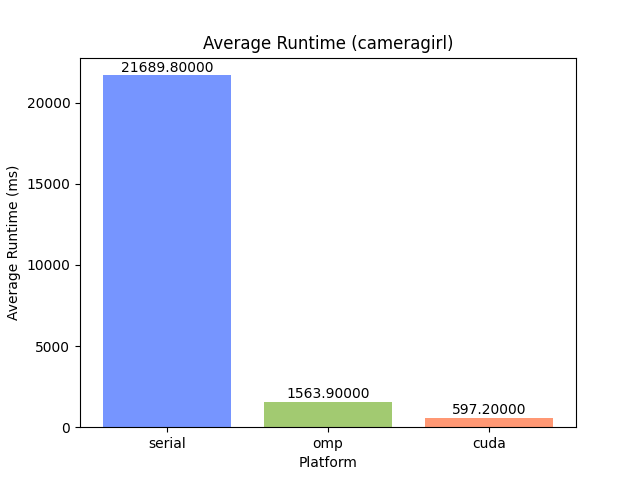 Average Runtime (cameragirl)
21689.80000
20000
15000
10000
5000
0
Average Runtime (ms)
1563.90000
597.20000
serial
omp
cuda
Platform